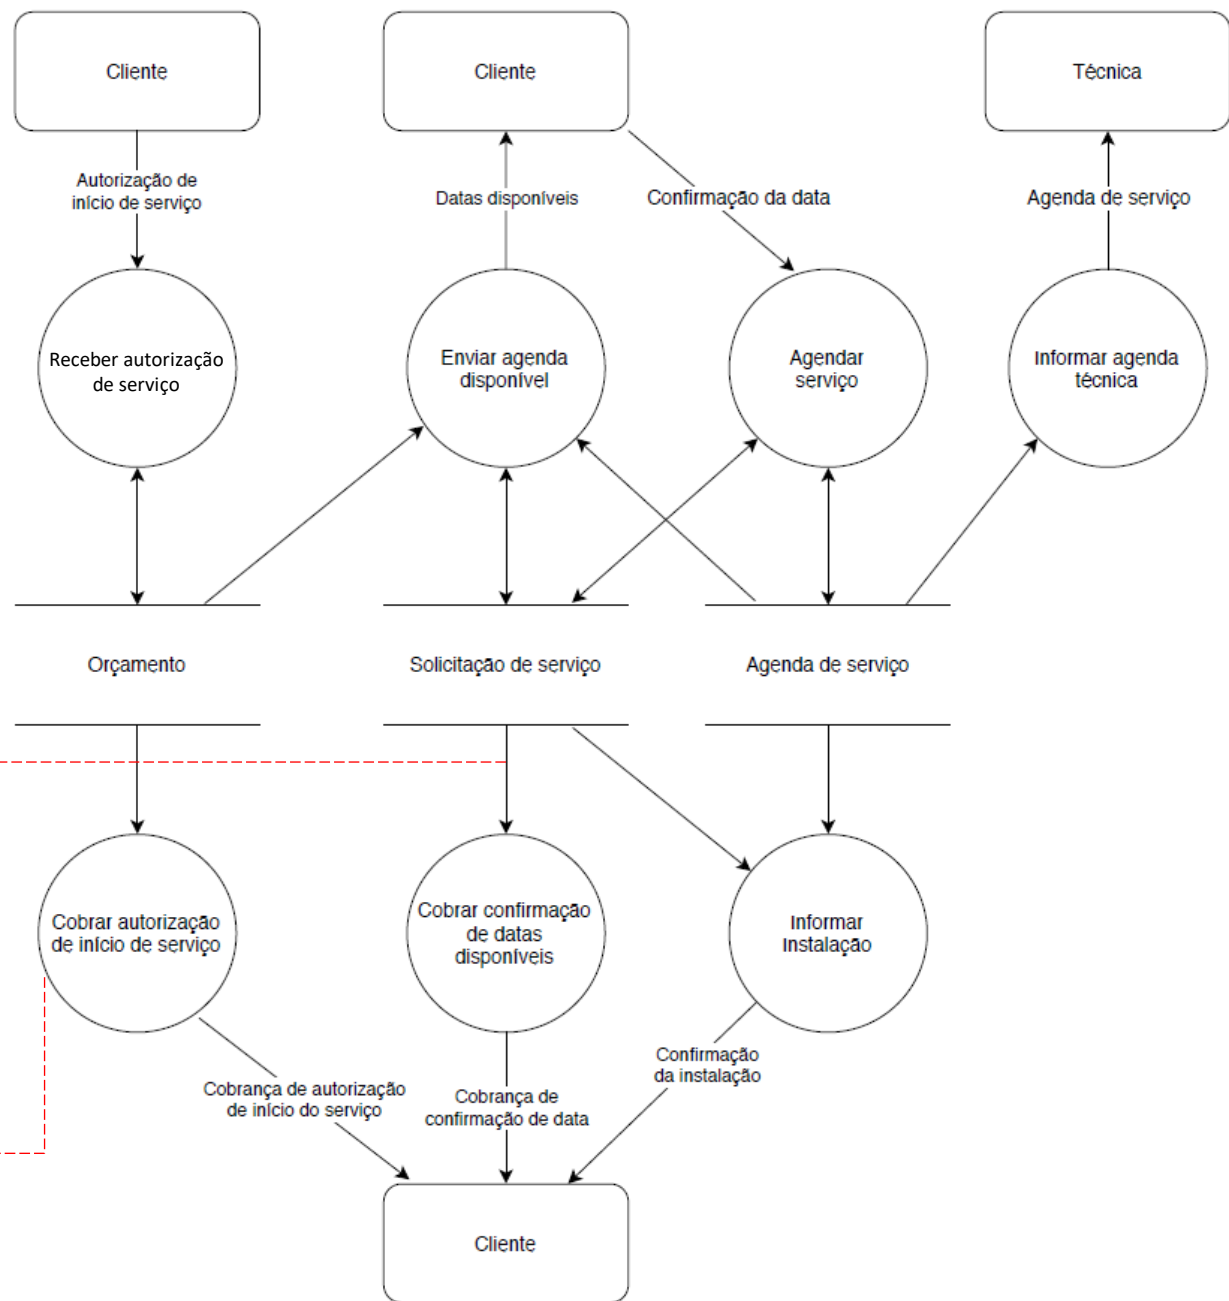 Cliente
Cliente
Técnica
Autorização de
início de serviço
Datas disponíveis
Confirmação da data
Agenda de serviço
Receber autorização
de serviço
Enviar agenda
disponível
Agendar
serviço
Informar agenda
técnica
Orçamento
Solicitação de serviço
Agenda de serviço
Cobrar autorização
de início de serviço
Cobrar confirmação
de datas
disponíveis
Informar
Instalação
Cobrança de autorização
de início do serviço
Cobrança de
confirmação de data
Confirmação
da instalação
Cliente